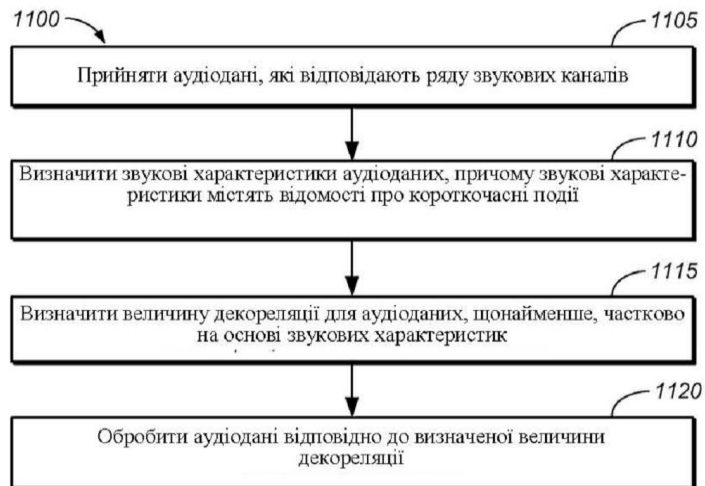 1100
1105
Прийняти аудіодані, які відповідають ряду звукових каналів
1110
Визначити звукові характеристики аудіоданих, причому звукові характе-
ристики містять відомості про короткочасні події
1115
Визначити величину декореляції для аудіоданих, щонайменше, частково
на основі звукових характеристик
1120
Обробити аудіодані відповідно до визначеної величини
декореляції